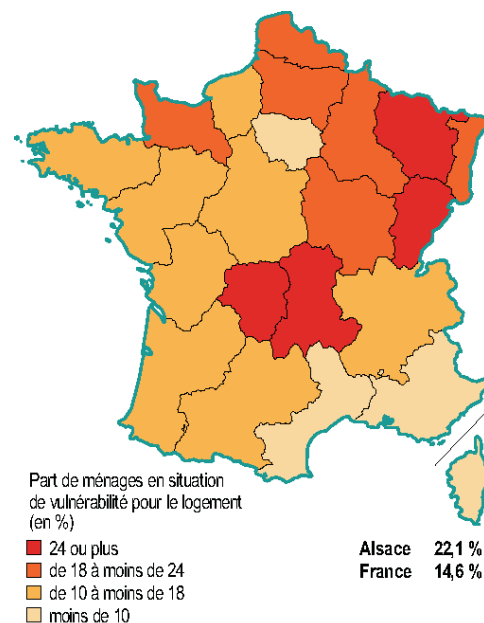 Part de ménages en situation
de vulnérabilité pour le logement
(en %)
24 ou plus
de 18 à moins de 24
de 10 à moins de 18
moins de 10
Alsace 22,1 %
France 14,6 %